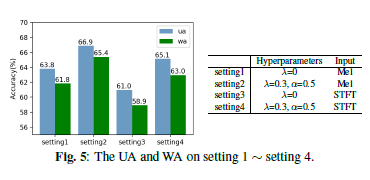 70
68
66
64
62
60
58
56
Accuracy(%)
ua
wa
63.8
61.8
66.9
65.4
61.0
58.9
65.1
63.0
setting1 setting2 setting3 setting4
Hyperparameters Input
setting1 λ=0 Mel
setting2 λ=0.3, α=0.5 Mel
setting3 λ=0 STFT
setting4 λ=0.3, α=0.5 STFT
Fig. 5: The UA and WA on setting 1 ∼ setting 4.